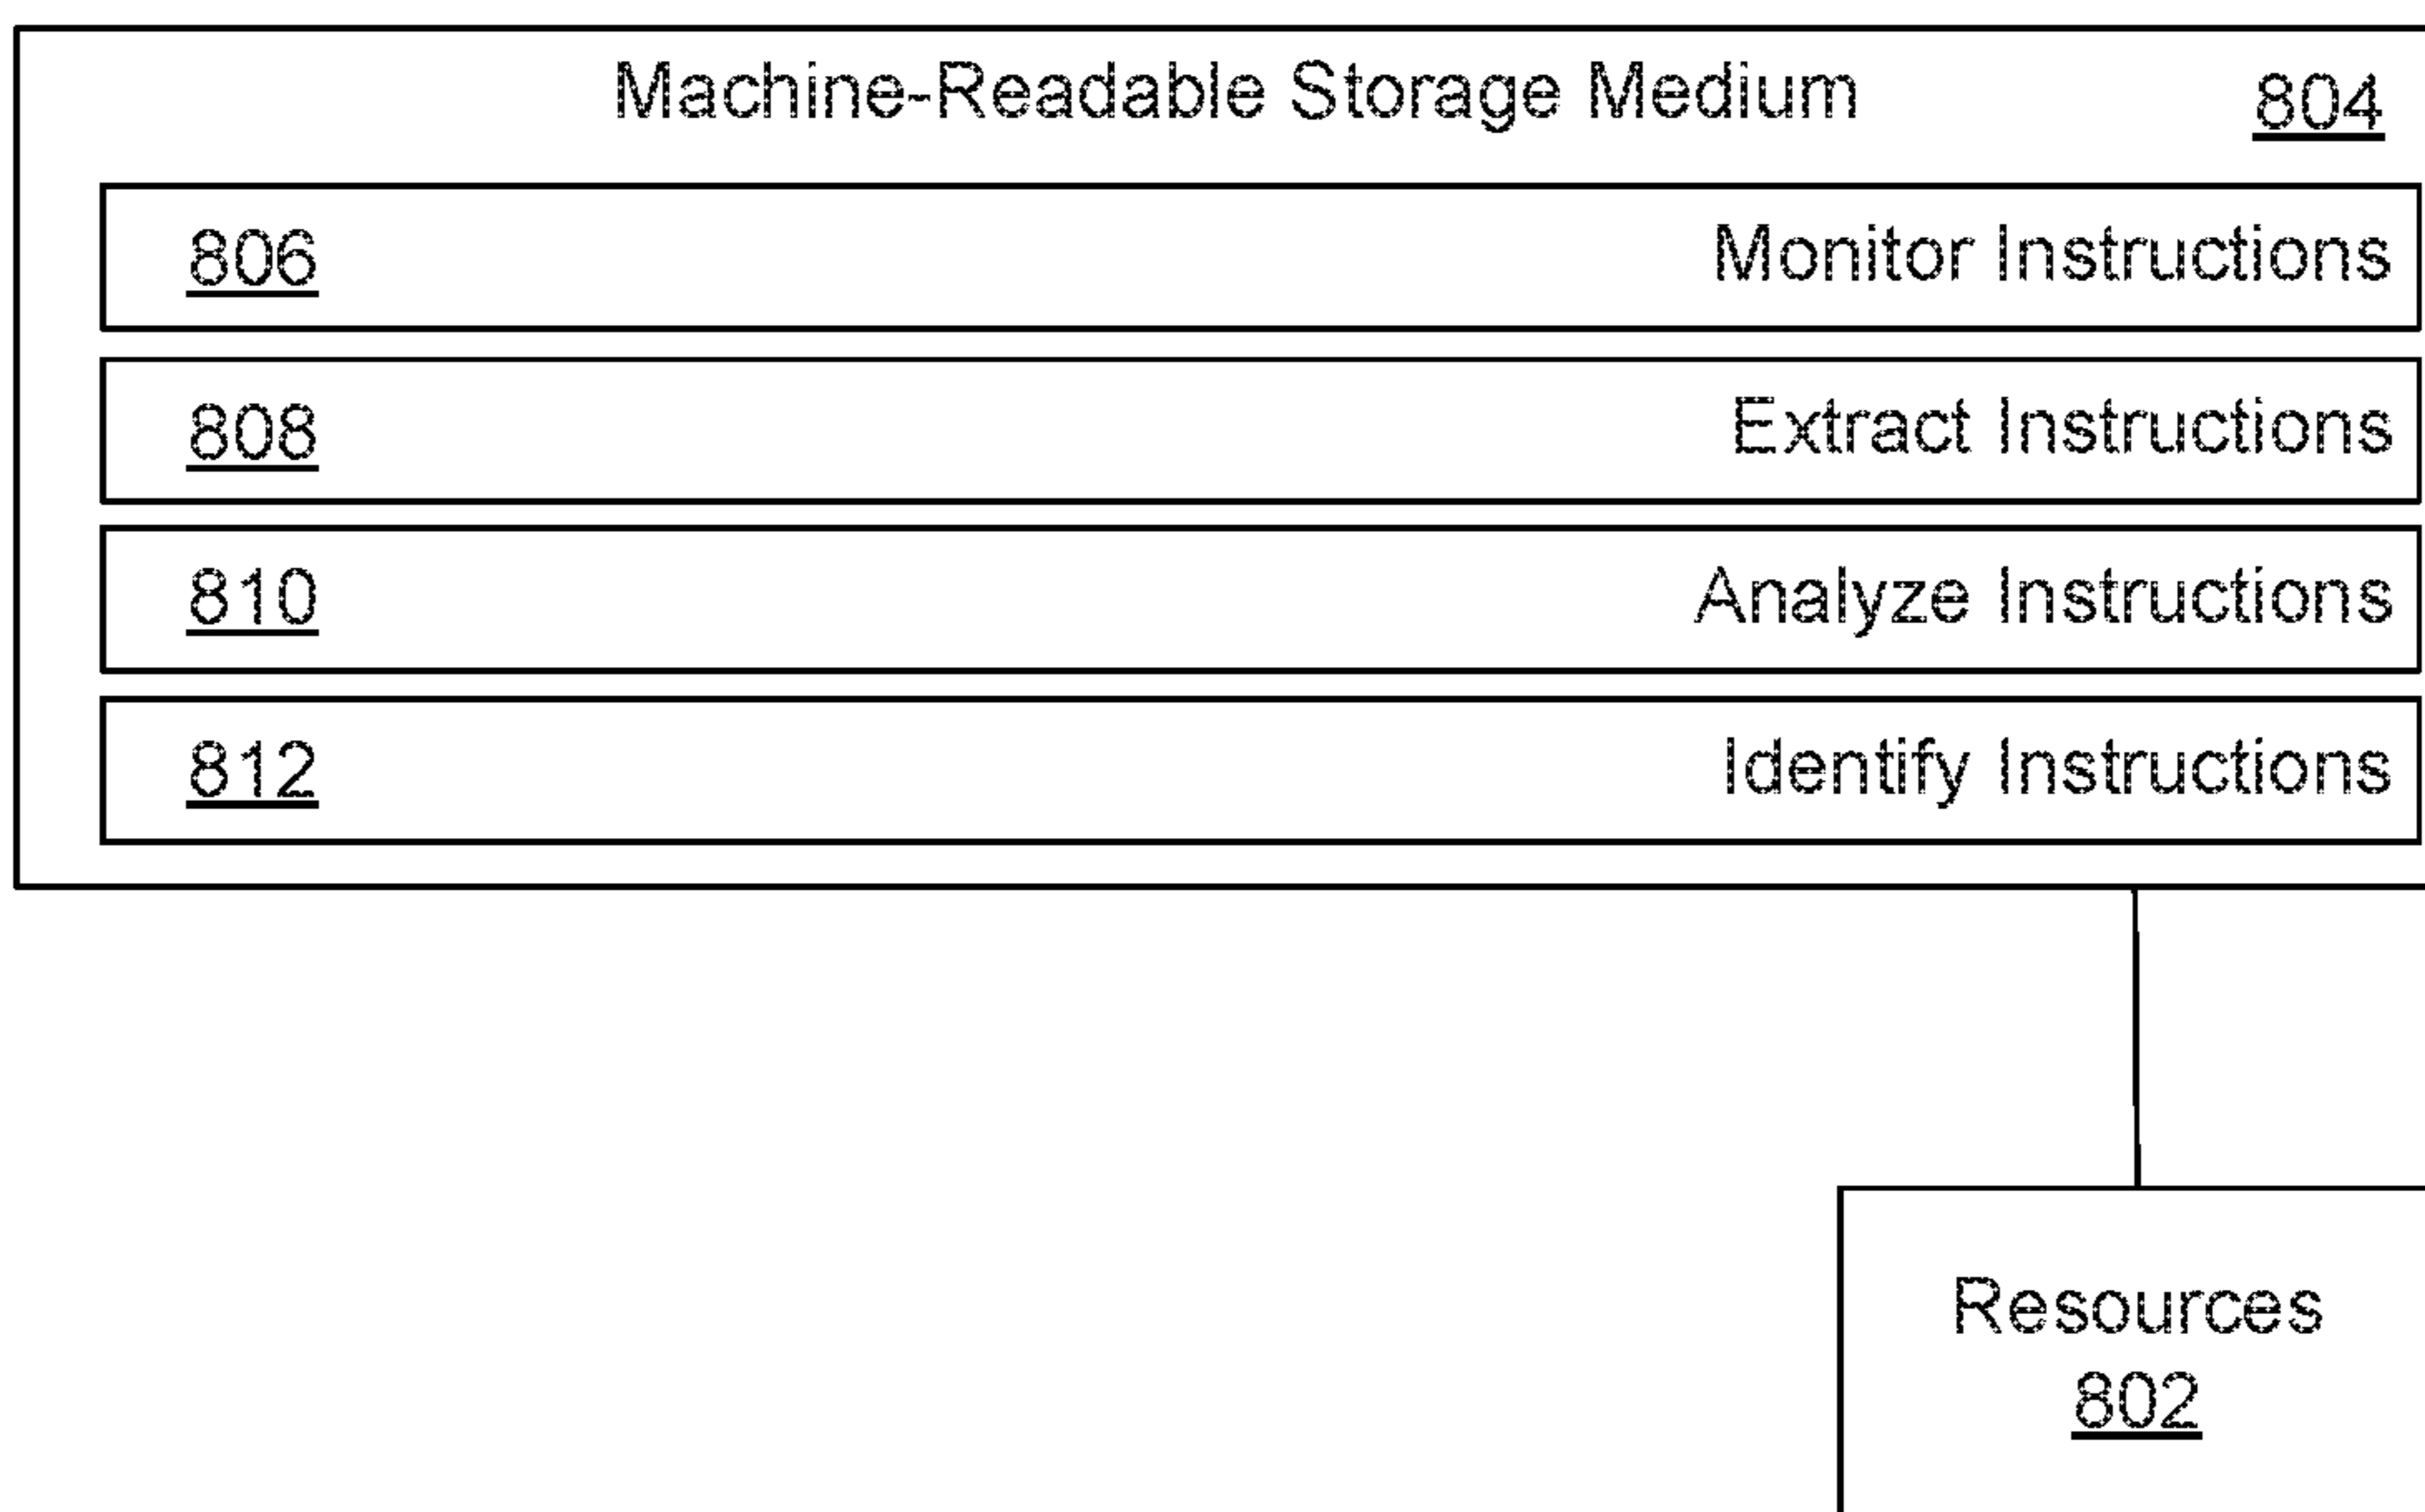 Machine-Readable Storage Medium 804
806 Monitor Instructions
808 Extract Instructions
810 Analyze Instructions
812 Identify Instructions
Resources
802